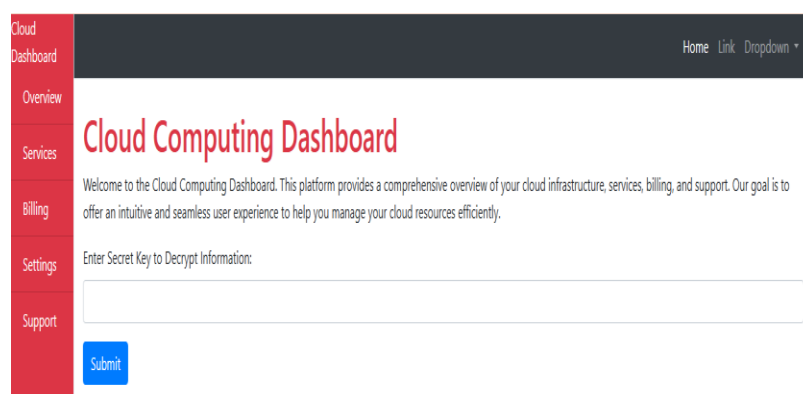 Cloud
Dashboard
Home Link Dropdown
Overview
Services
Billing
Settings
Support
Cloud Computing Dashboard
Welcome to the Cloud Computing Dashboard. This platform provides a comprehensive overview of your cloud infrastructure, services, billing, and support. Our goal is to
offer an intuitive and seamless user experience to help you manage your cloud resources efficiently.
Enter Secret Key to Decrypt Information:
Submit